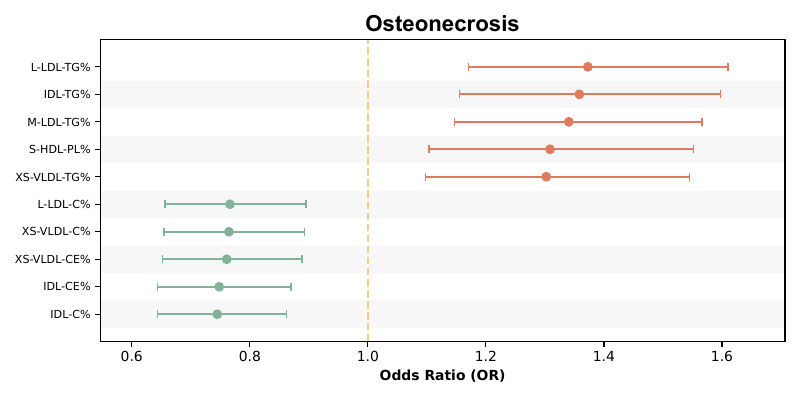 Osteonecrosis
L-LDL-TG%
IDL-TG%
M-LDL-TG%
S-HDL-PL%
XS-VLDL-TG%
L-LDL-C%
XS-VLDL-C%
XS-VLDL-CE%
IDL-CE%
IDL-C%
0.6 0.8 1.0 1.2 1.4 1.6
Odds Ratio (OR)